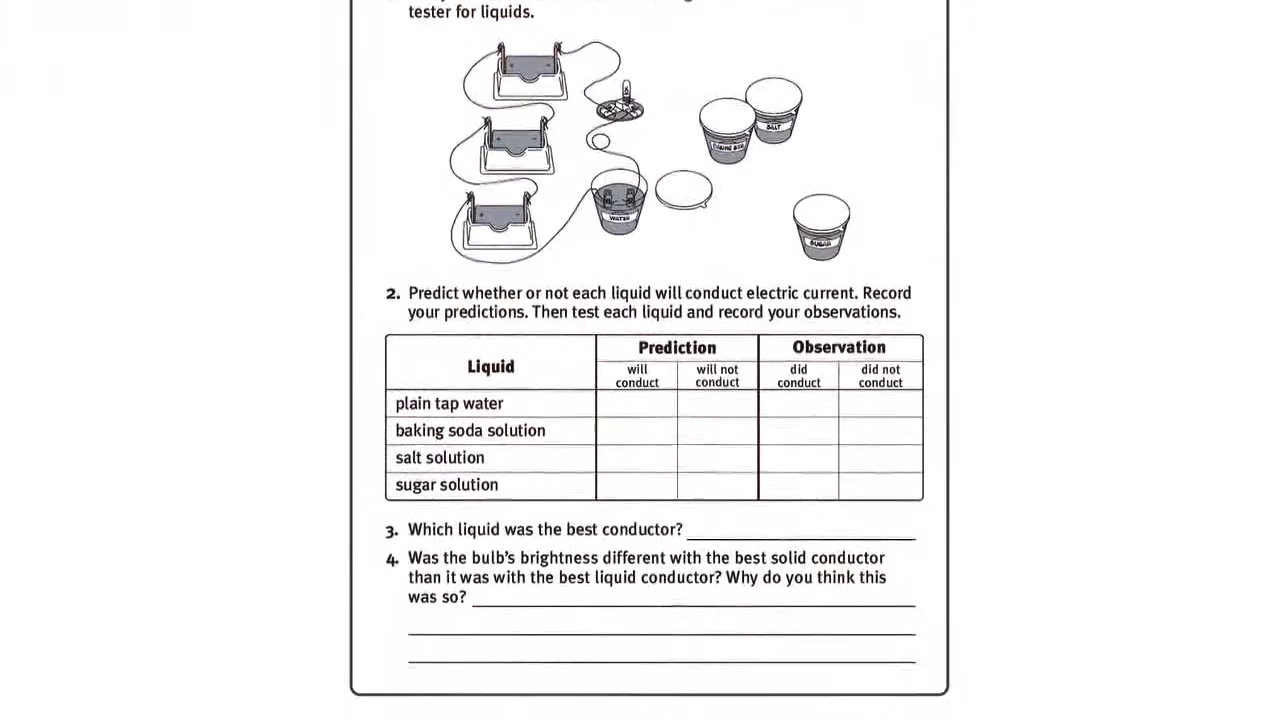 tester for liquids.
SALT
BAKING SODA
WATER
SUGAR
2. Predict whether or not each liquid will conduct electric current. Record
your predictions. Then test each liquid and record your observations.
Liquid
Prediction
Observation
will
conduct
will not
conduct
did
conduct
did not
conduct
plain tap water
baking soda solution
salt solution
sugar solution
3. Which liquid was the best conductor?
4. Was the bulb's brightness different with the best solid conductor
than it was with the best liquid conductor? Why do you think this
was so?